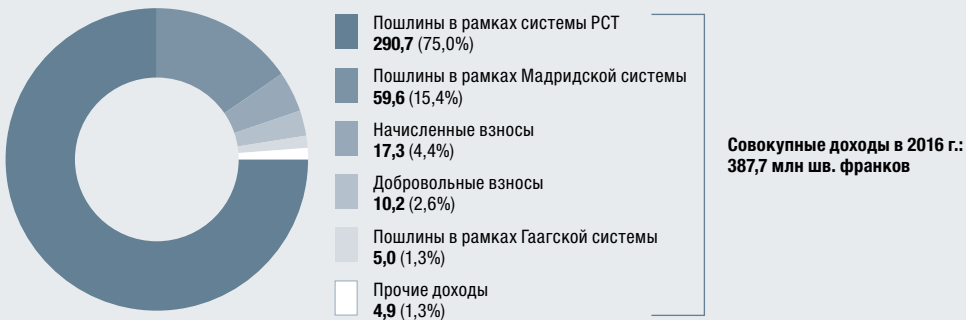 Пошлины в рамках системы РСТ
290,7 (75,0%)
Пошлины в рамках Мадридской системы
59,6 (15,4%)
Начисленные взносы
17,3 (4,4%)
Добровольные взносы
10,2 (2,6%)
Пошлины в рамках Гаагской системы
5,0 (1,3%)
Прочие доходы
4,9 (1,3%)
Совокупные доходы в 2016 г.:
387,7 млн шв. франков